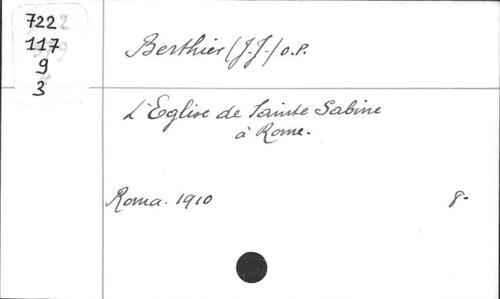 722
117
9
3
Berthier (J.J.) O.P.
L'Eglise de Sainte Sabine
à Rome.
Roma. 1910
8.